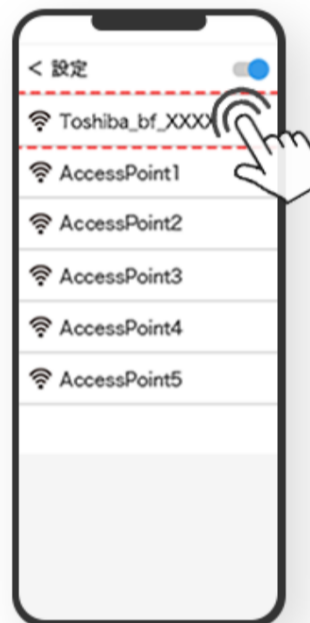 < 設定
Toshiba_bf_XXXX
AccessPoint1
AccessPoint2
AccessPoint3
AccessPoint4
AccessPoint5